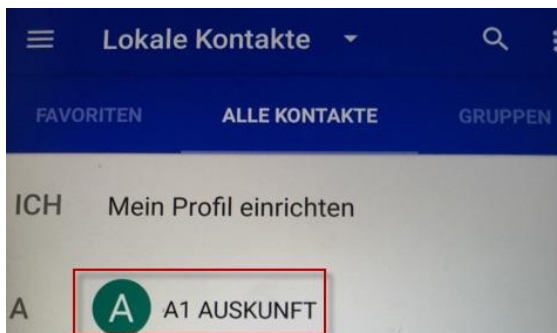 Lokale Kontakte
FAVORITEN ALLE KONTAKTE GRUPPEN
ICH Mein Profil einrichten
A A A1 AUSKUNFT